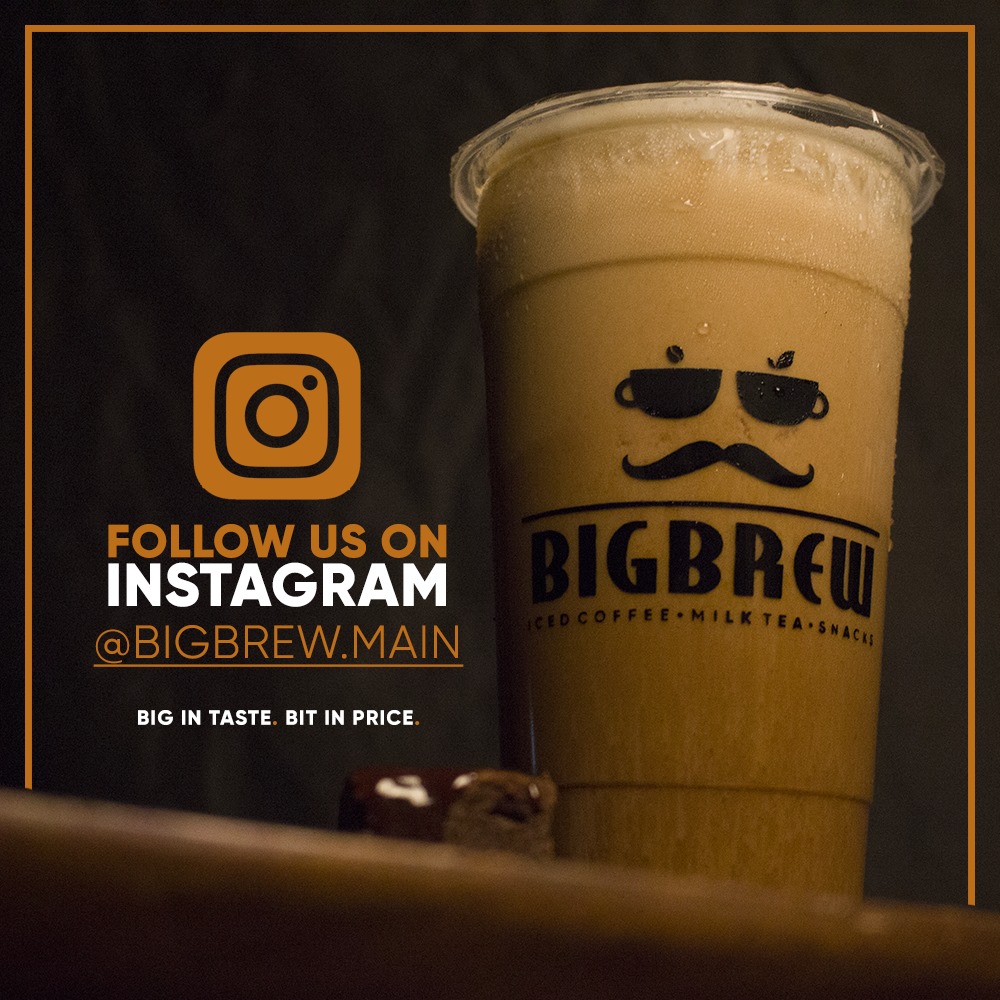 FOLLOW US ON
INSTAGRAM
@BIGBREW.MAIN
BIG IN TASTE. BIT IN PRICE.
BIGBREW
ICED COFFEE • MILK TEA • SNACKS